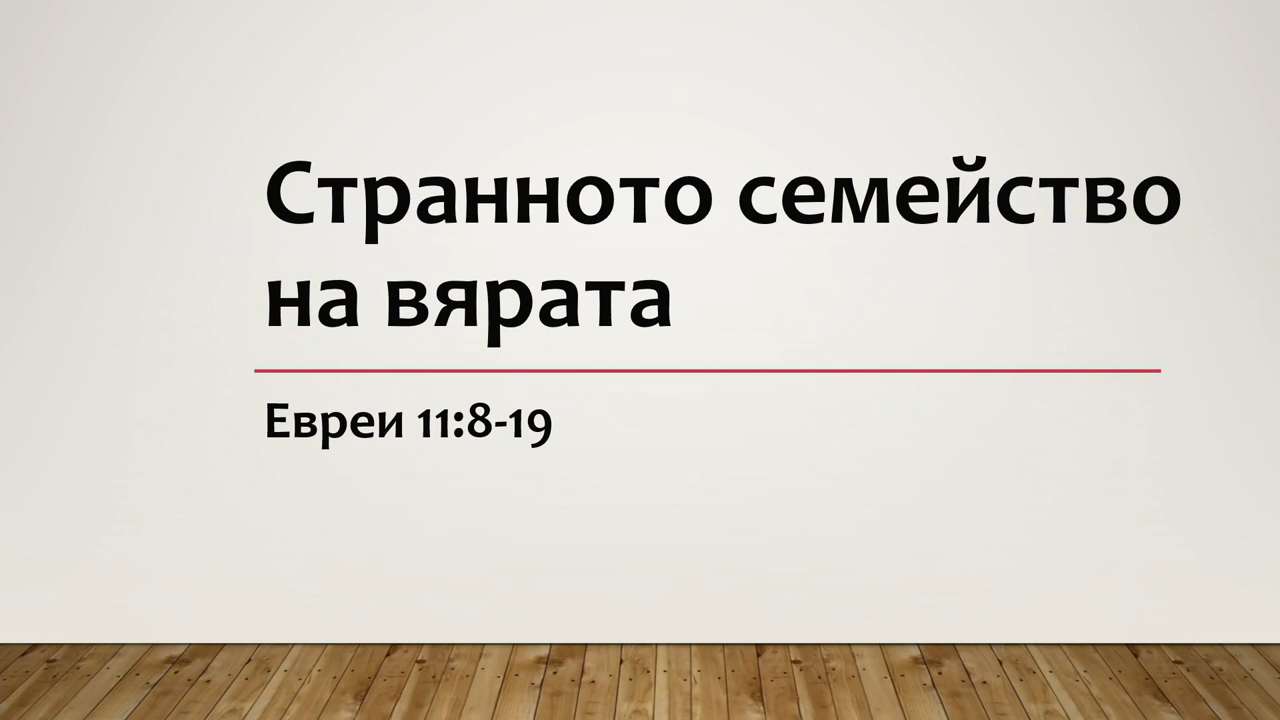 Странното семейство
на вярата
Евреи 11:8-19